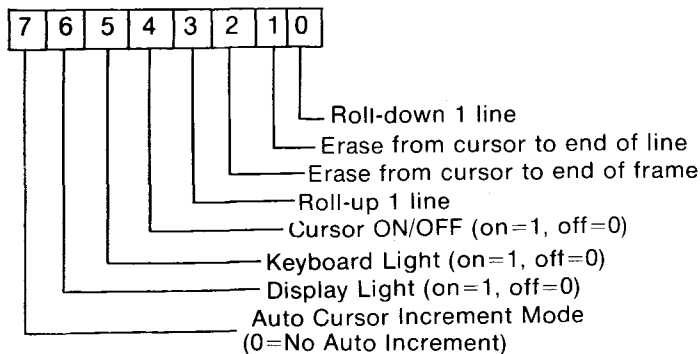 7 6 5 4 3 2 1 0
Roll-down 1 line
Erase from cursor to end of line
Erase from cursor to end of frame
Roll-up 1 line
Cursor ON/OFF (on=1, off=0)
Keyboard Light (on=1, off=0)
Display Light (on=1, off=0)
Auto Cursor Increment Mode
(0=No Auto Increment)